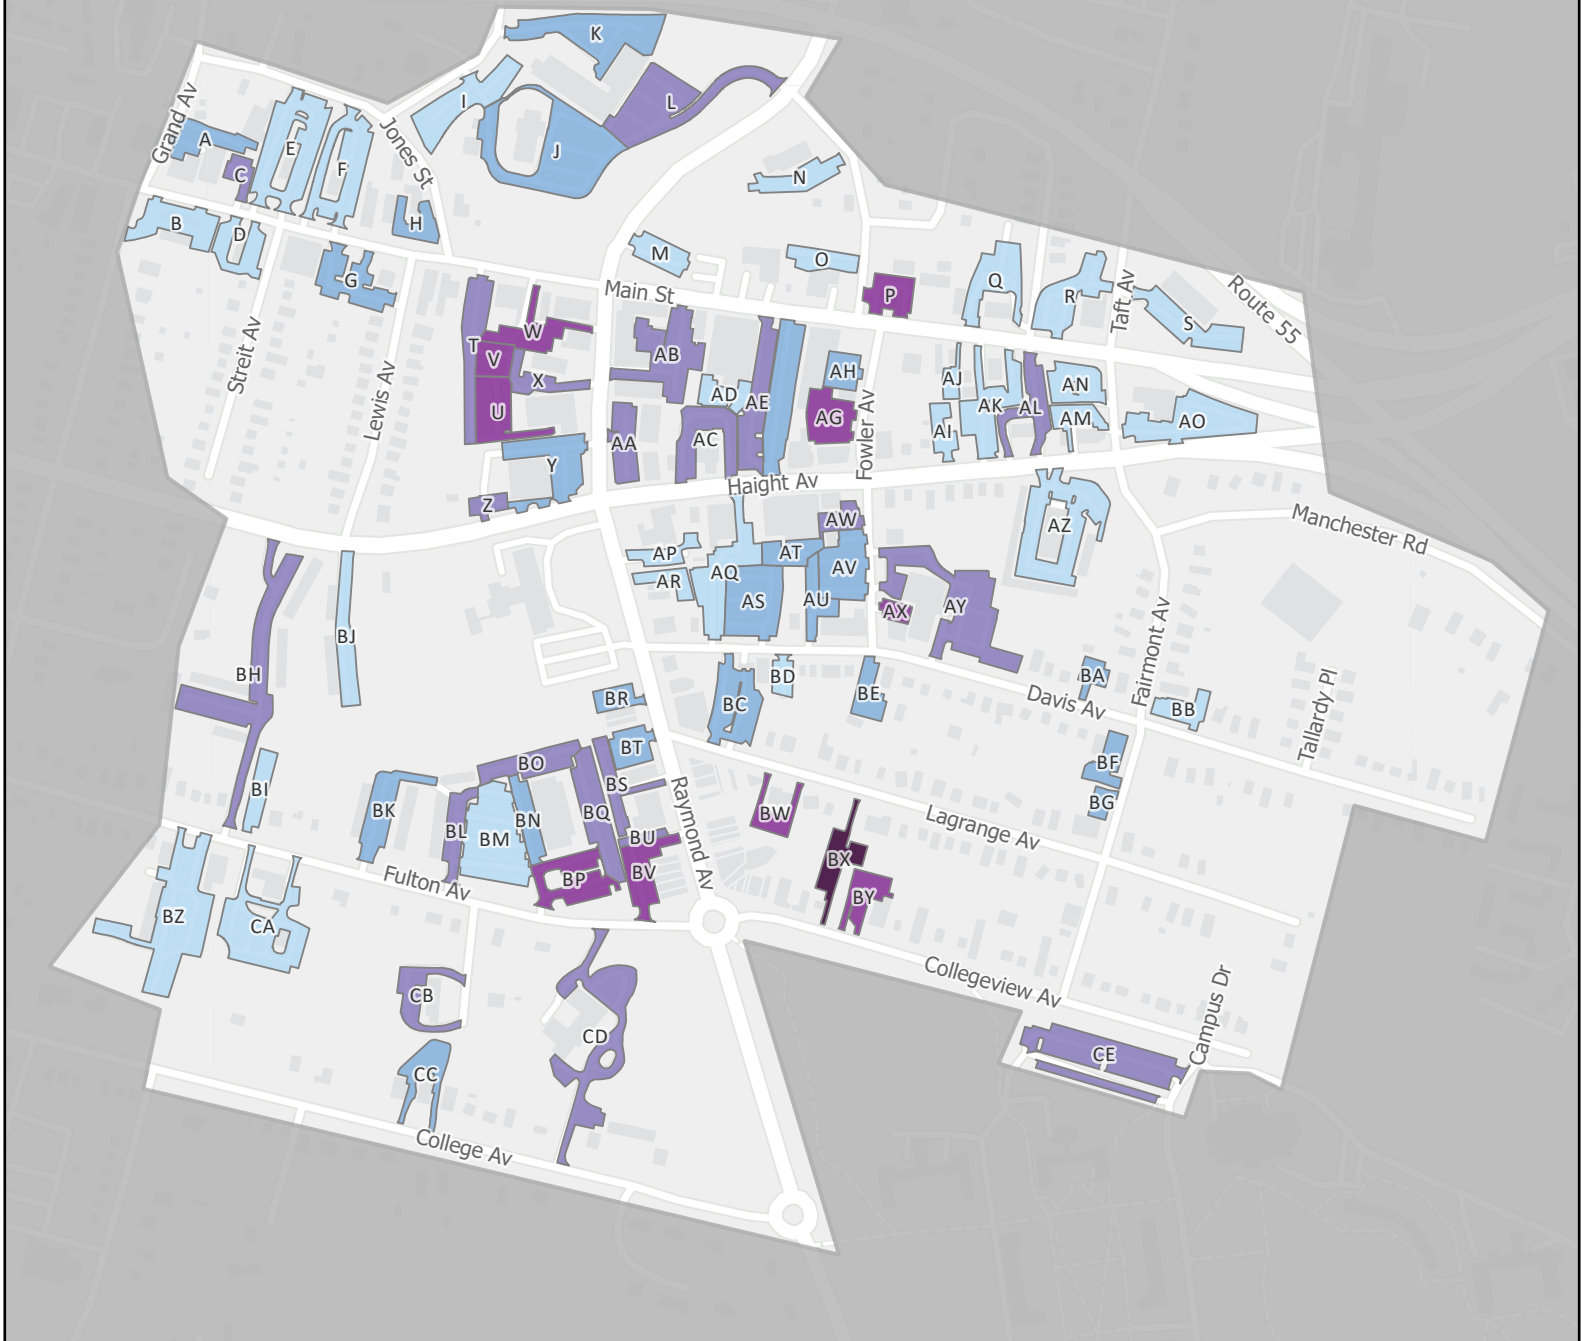 K
I
L
J
Grand Av
A
E
F
Jones St
C
N
B
D
H
G
M
O
Main St
P
Q
R
Taft Av
S
Route 55
Streit Av
Lewis Av
T
W
V
X
U
AB
AD
AE
AH
AG
Fowler Av
AJ
AK
AL
AN
AM
AI
AO
AA
AC
Y
Z
Haight Av
AW
AZ
Manchester Rd
AP
AT
AR
AQ
AS
AU
AV
AX
AY
BJ
BH
BR
BC
BD
BE
BA
Davis Av
Fairmont Av
BB
Tallardy Pl
BT
BO
BS
BF
BG
BI
BK
BL
BM
BN
BQ
BU
BP
BV
Raymond Av
BW
Lagrange Av
BX
BY
Fulton Av
BZ
CA
CB
CD
CC
Collegeview Av
Campus Dr
CE
College Av